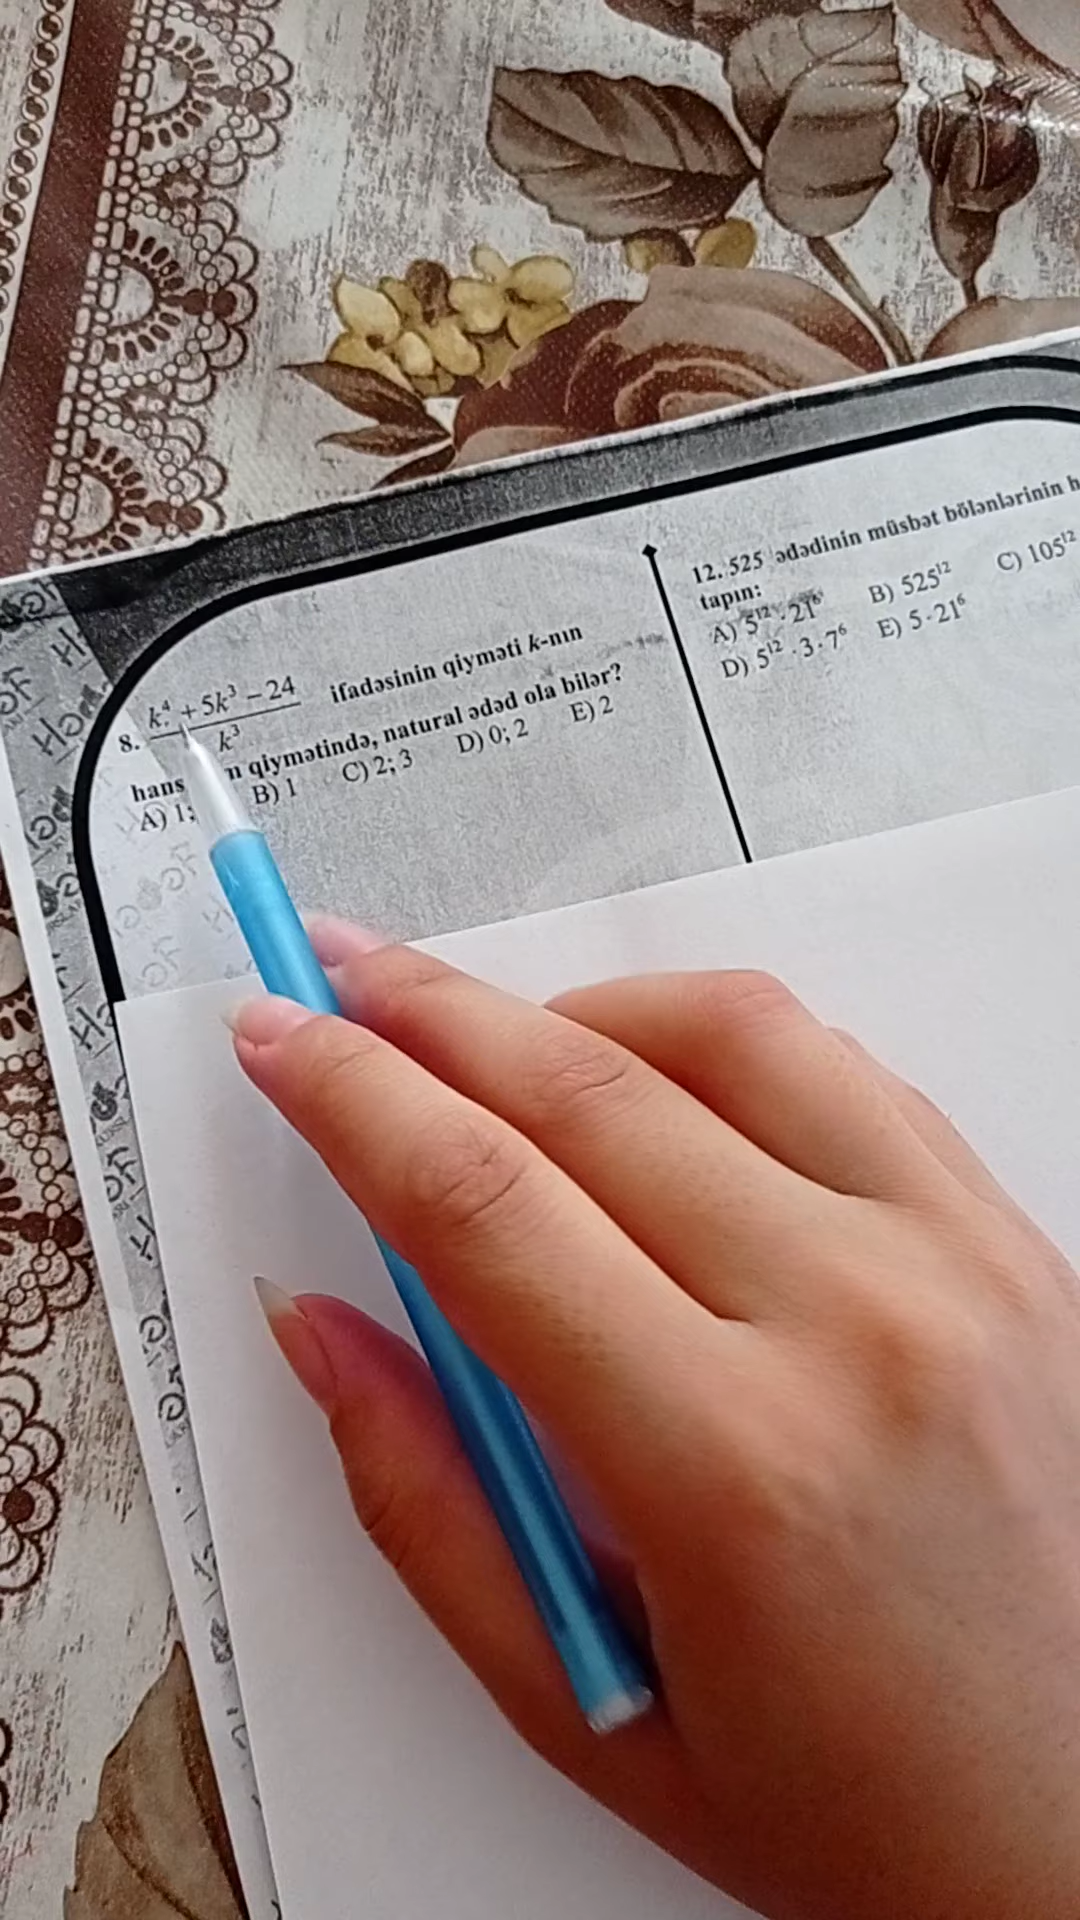 8. k⁴ + 5k³ − 24 / k³ ifadəsinin qiyməti k-nın
qiymətində, natural ədəd ola bilər?
A) 1; B) 1 C) 2; 3 D) 0; 2 E) 2
12. 525 ədədinin müsbət bölənlərinin
tapın:
A) 5¹² · 21⁶ B) 525¹² C) 105¹²
D) 5¹² · 3 · 7⁶ E) 5 · 21⁶